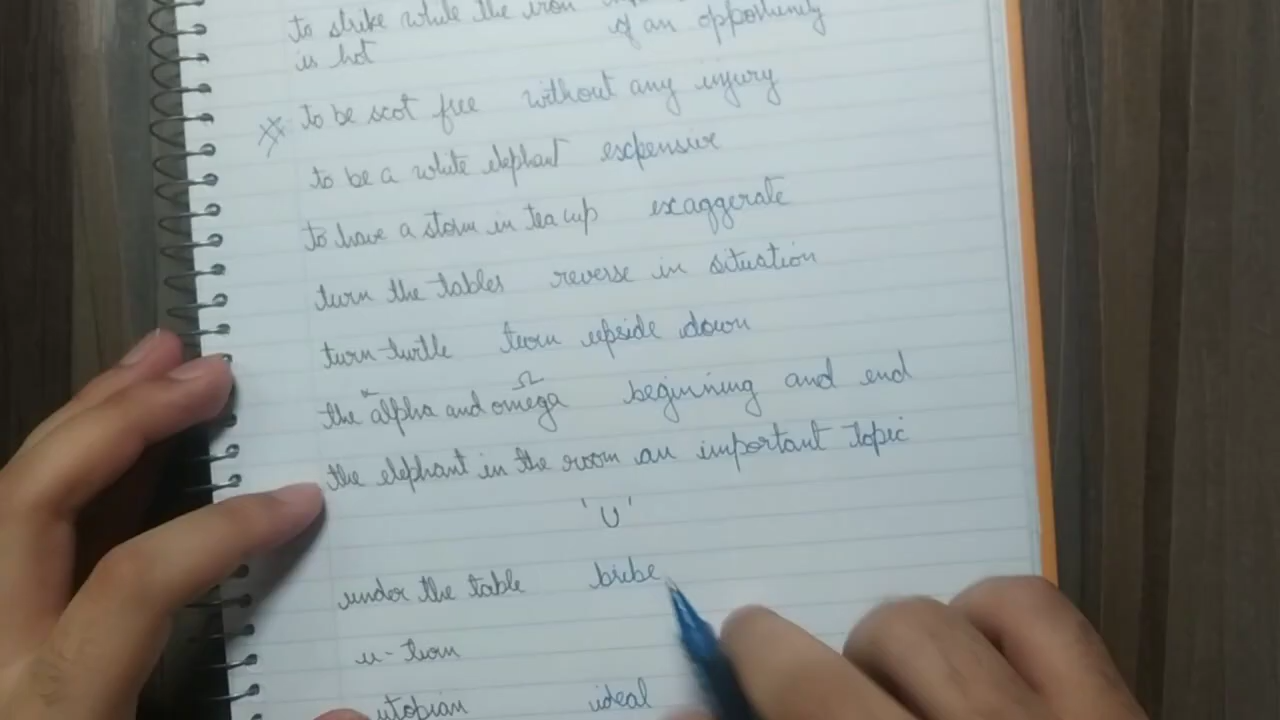 to strike while the iron
of an opportunity
is hot
to be scot free without any injury
to be a white elephant expensive
to have a storm in tea cup exaggerate
turn the tables reverse in situation
turn turtle turn upside down
Ω
the alpha and omega beginning and end
the elephant in the room an important topic
'U'
under the table bribe
u-turn
utopian ideal